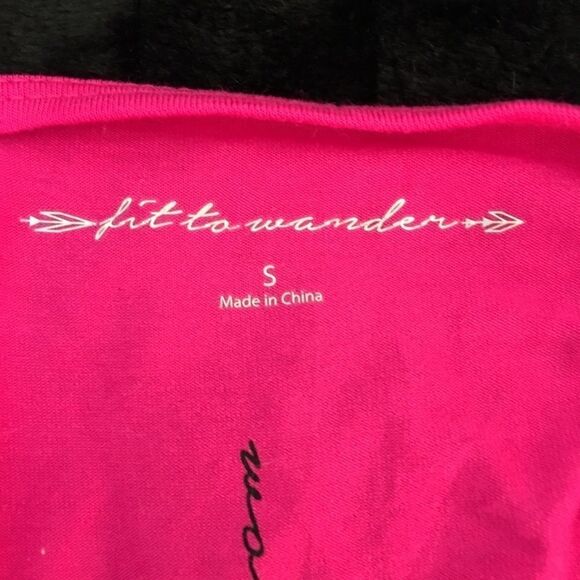 fit to wander
S
Made in China